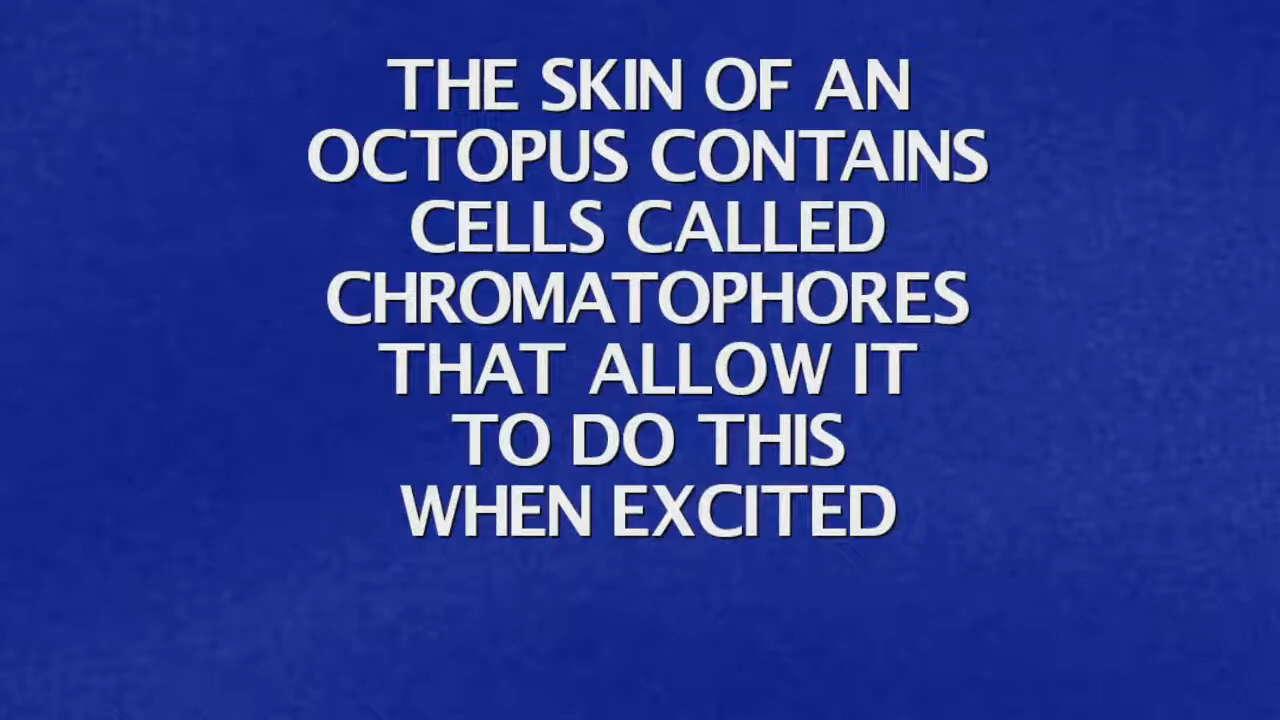 THE SKIN OF AN
OCTOPUS CONTAINS
CELLS CALLED
CHROMATOPHORES
THAT ALLOW IT
TO DO THIS
WHEN EXCITED